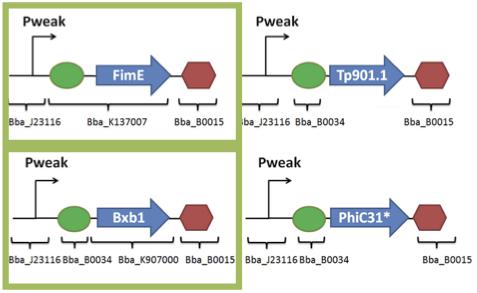 Pweak Pweak
FimE Tp901.1
Bba_J23116 Bba_K137007 Bba_B0015 Bba_J23116 Bba_B0034 Bba_B0015
Pweak Pweak
Bxb1 PhiC31*
Bba_J23116 Bba_B0034 Bba_K907000 Bba_B0015 Bba_J23116 Bba_B0034 Bba_B0015